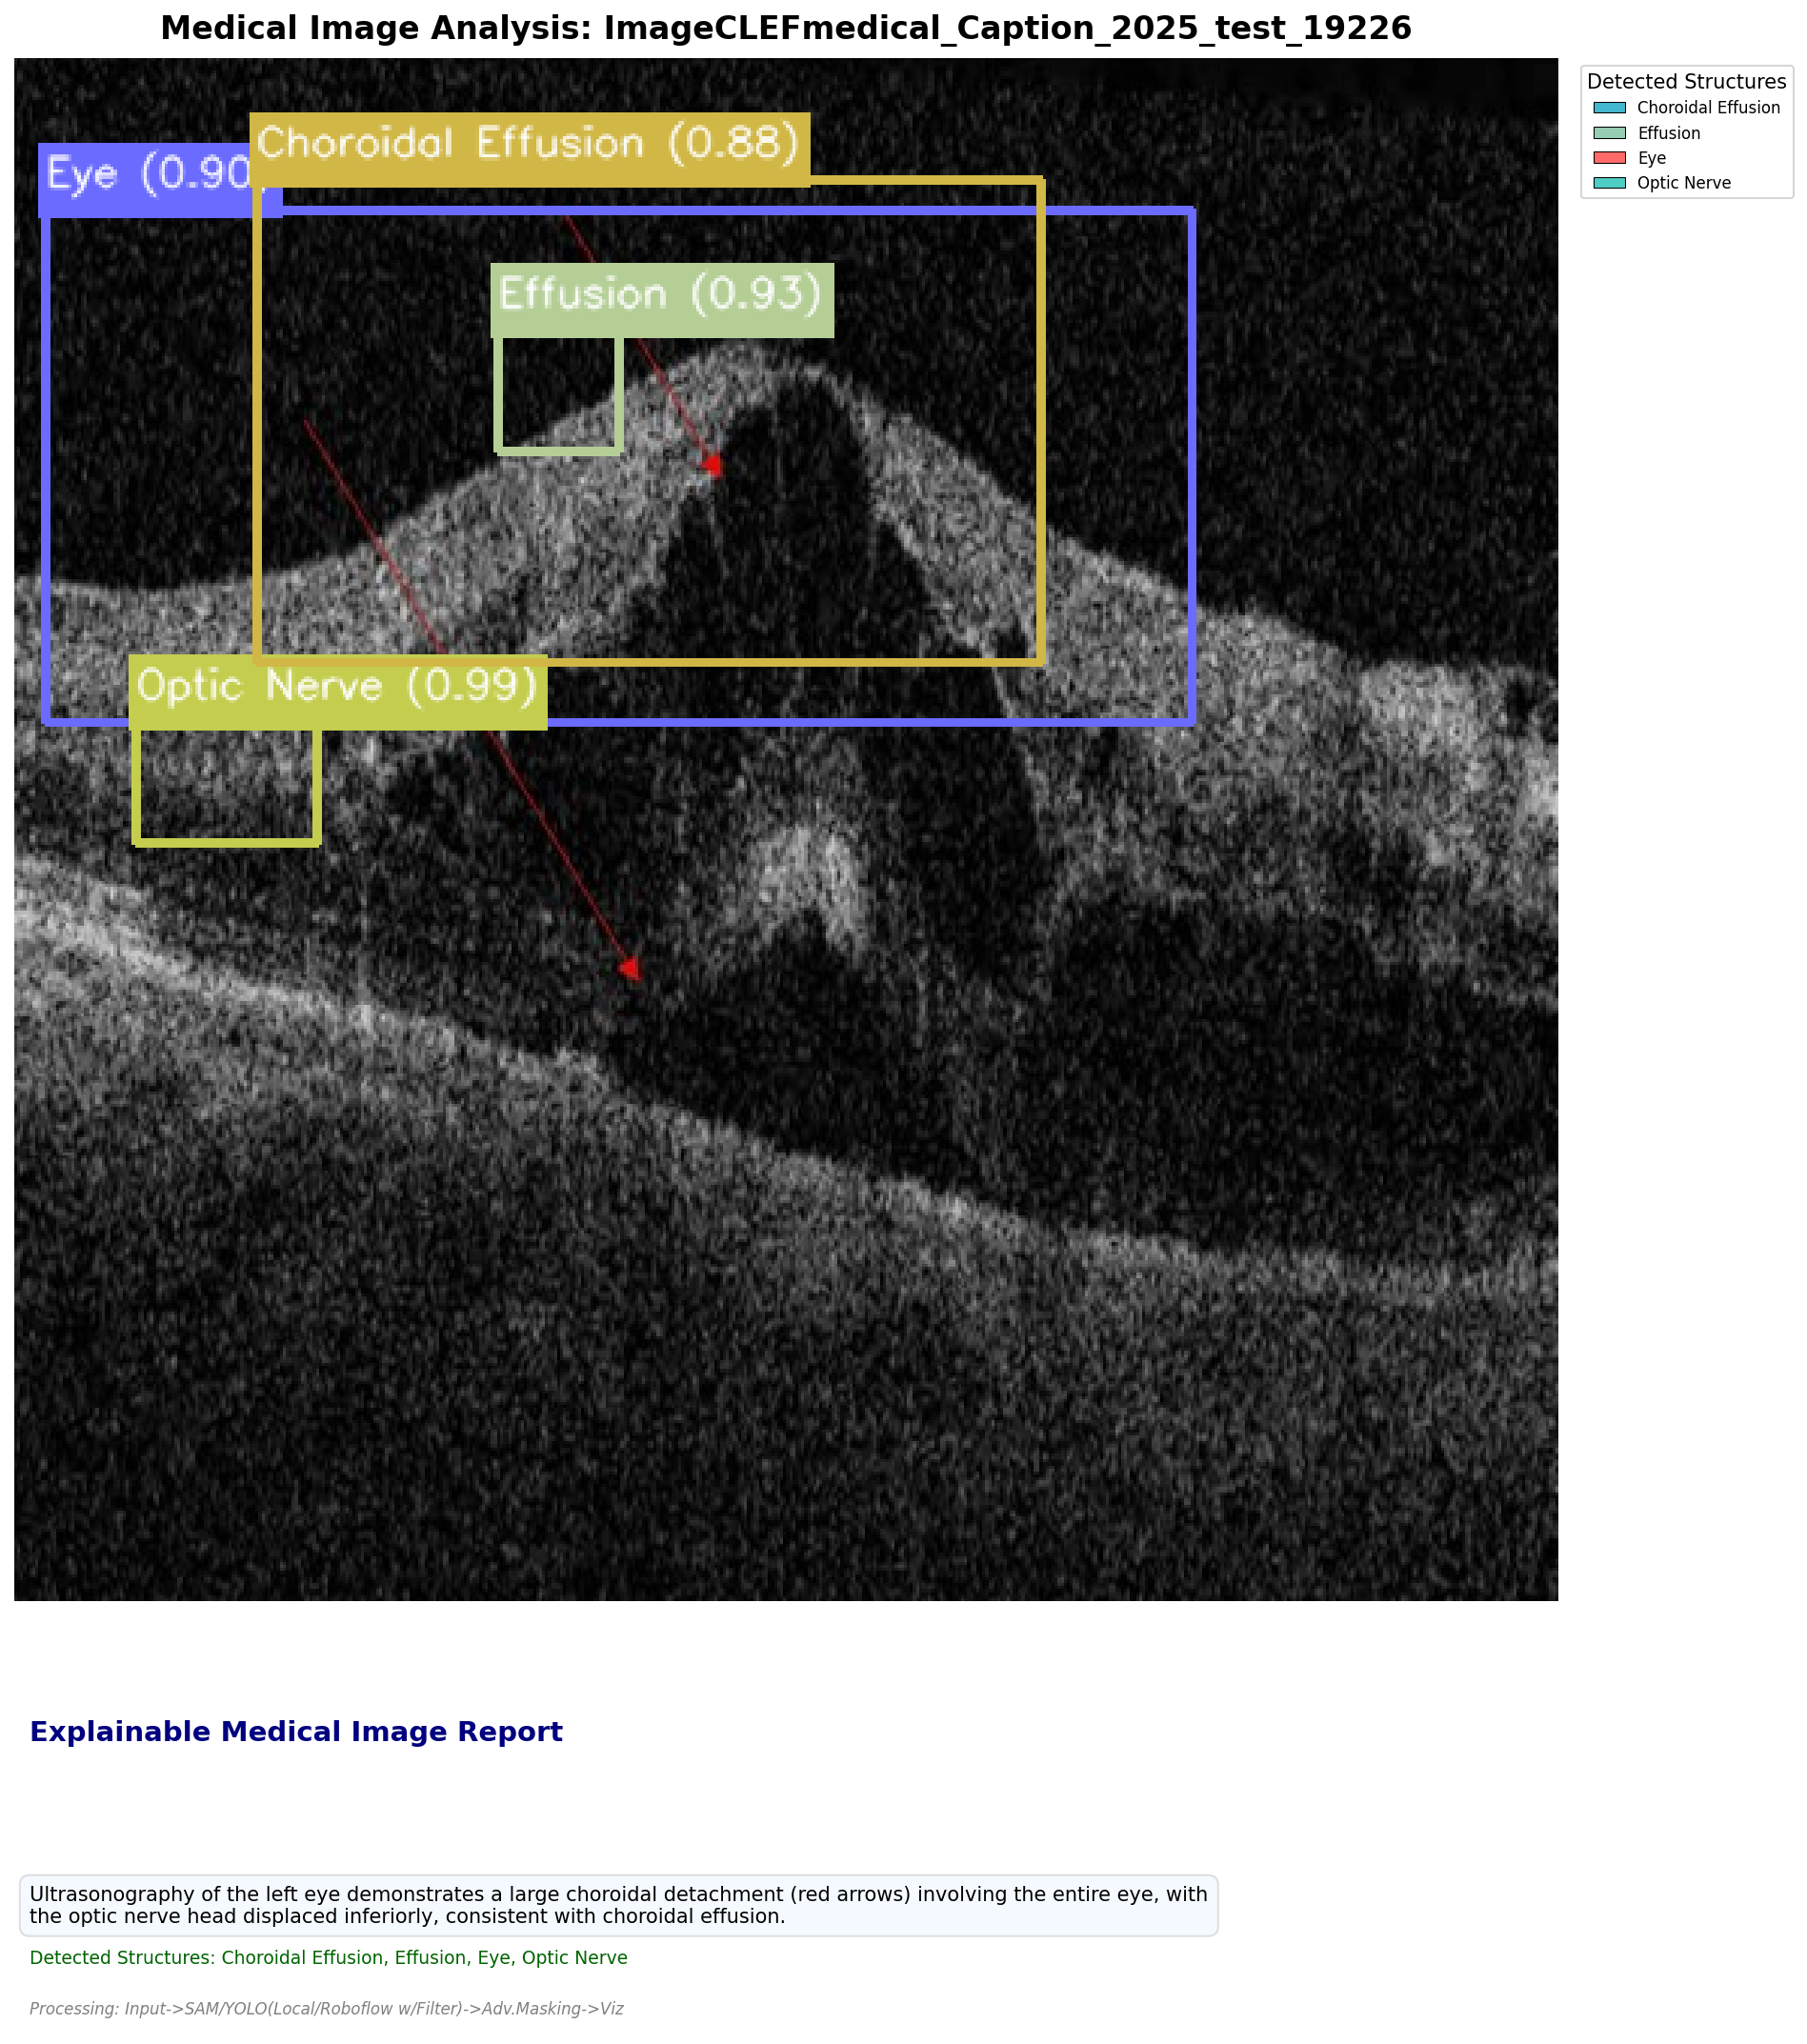 Medical Image Analysis: ImageCLEFmedical_Caption_2025_test_19226
Detected Structures
Choroidal Effusion
Effusion
Eye
Optic Nerve
Choroidal Effusion (0.88)
Eye (0.90
Effusion (0.93)
Optic Nerve (0.99)
Explainable Medical Image Report
Ultrasonography of the left eye demonstrates a large choroidal detachment (red arrows) involving the entire eye, with
the optic nerve head displaced inferiorly, consistent with choroidal effusion.
Detected Structures: Choroidal Effusion, Effusion, Eye, Optic Nerve
Processing: Input->SAM/YOLO(Local/Roboflow w/Filter)->Adv.Masking->Viz